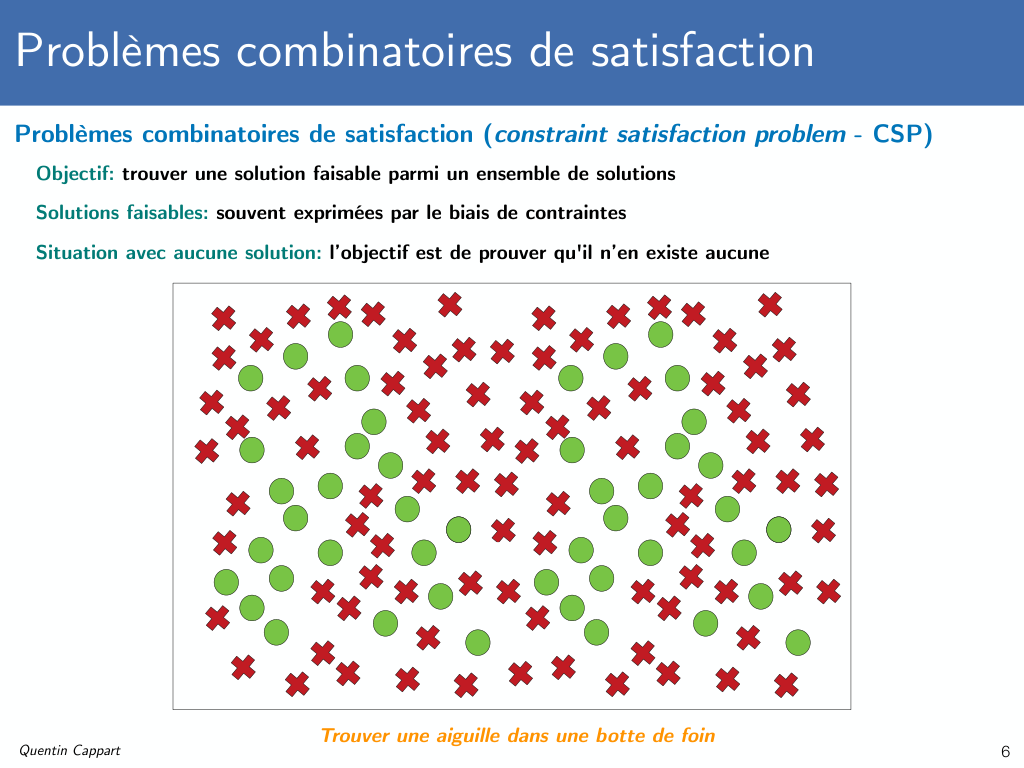 Problèmes combinatoires de satisfaction
Problèmes combinatoires de satisfaction (constraint satisfaction problem - CSP)
Objectif: trouver une solution faisable parmi un ensemble de solutions
Solutions faisables: souvent exprimées par le biais de contraintes
Situation avec aucune solution: l'objectif est de prouver qu'il n'en existe aucune
Trouver une aiguille dans une botte de foin
Quentin Cappart
6